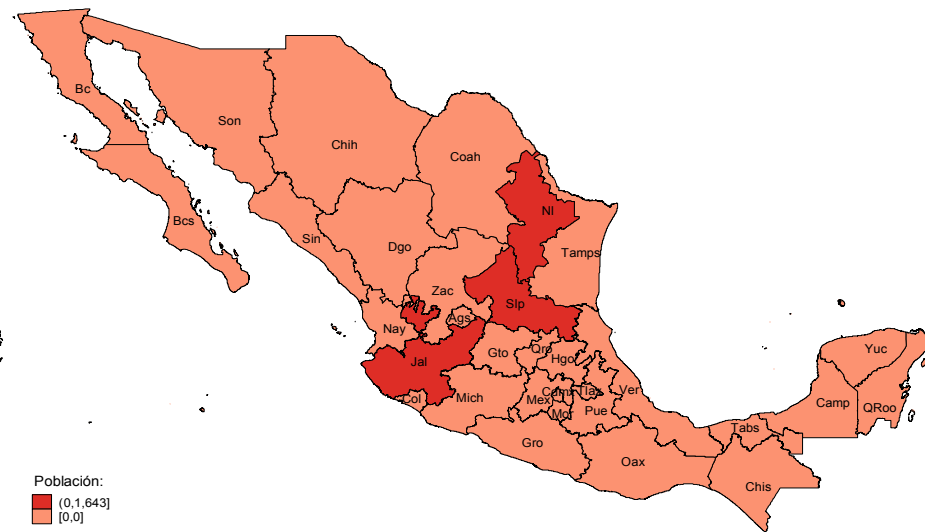 Bc
Son
Chih
Coah
Bcs
Nl
Sin
Dgo
Tamps
Zac
Slp
Nay
Ags
Jal
Gto
Qro
Hgo
Yuc
Col
Mich
Mex
Cdmx
Tlax
Mor
Pue
Ver
Camp
QRoo
Gro
Oax
Tabs
Chis
Población:
(0,1,643]
[0,0]